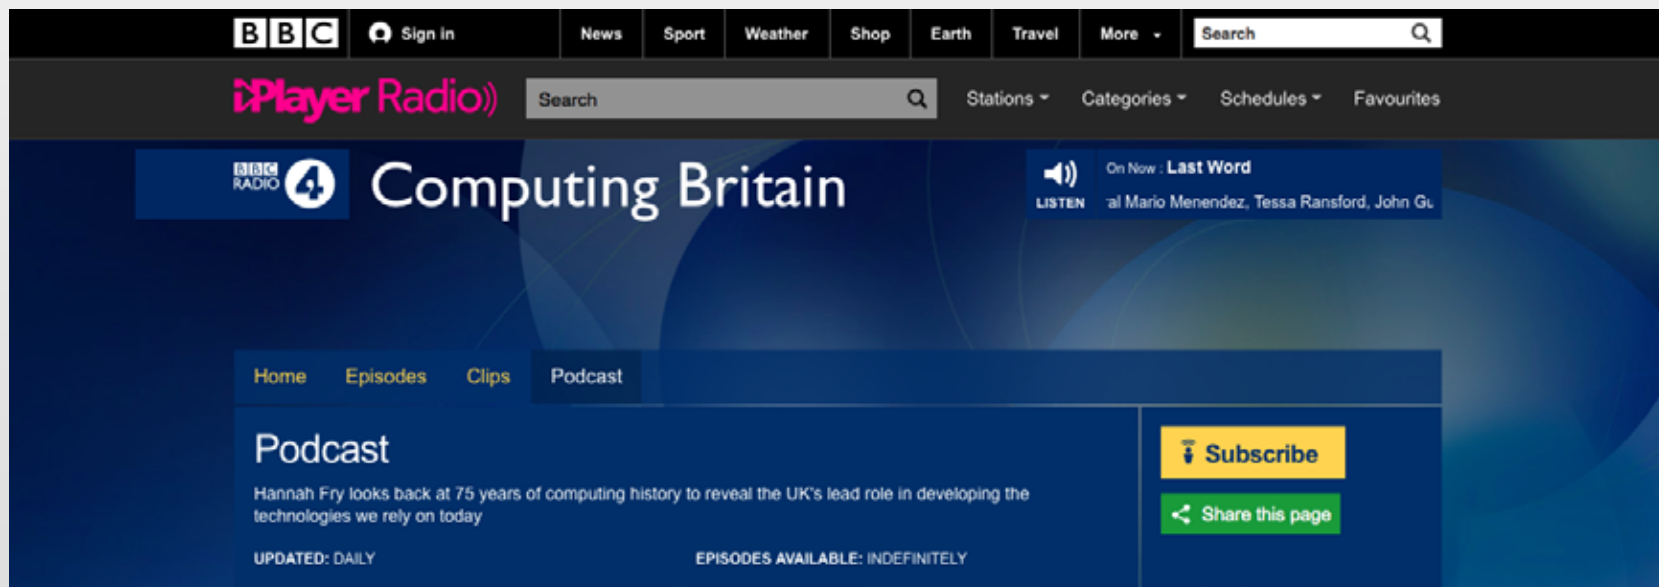 BBC Sign in News Sport Weather Shop Earth Travel More Search
iPlayer Radio Search Stations Categories Schedules Favourites
BBC RADIO 4 Computing Britain
On Now : Last Word
LISTEN al Mario Menendez, Tessa Ransford, John Gu
Home Episodes Clips Podcast
Podcast
Subscribe
Hannah Fry looks back at 75 years of computing history to reveal the UK's lead role in developing the
technologies we rely on today
Share this page
UPDATED: DAILY EPISODES AVAILABLE: INDEFINITELY